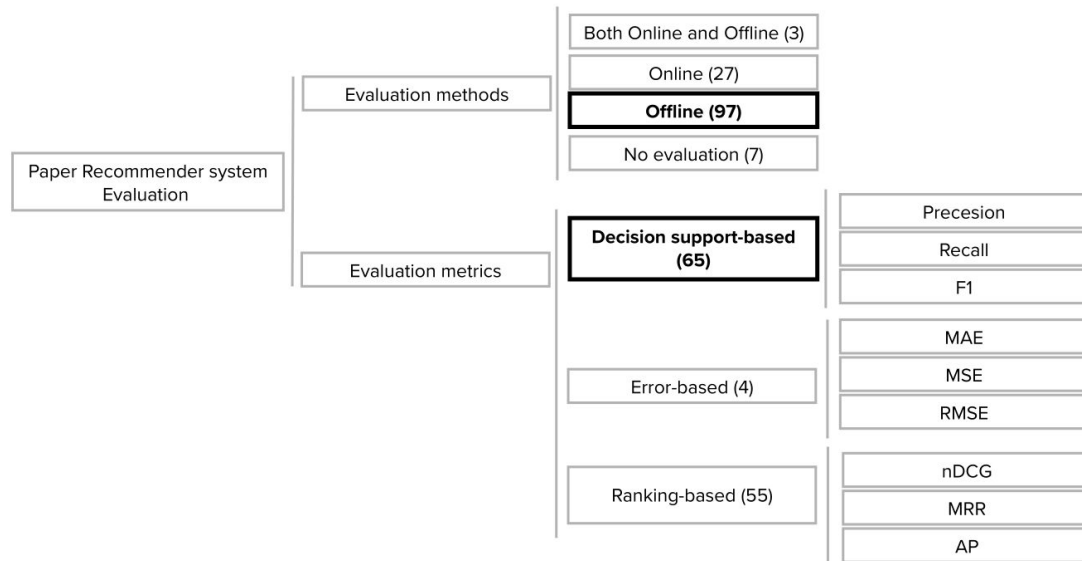 Paper Recommender system
Evaluation
Evaluation methods
Both Online and Offline (3)
Online (27)
Offline (97)
No evaluation (7)
Evaluation metrics
Decision support-based
(65)
Precesion
Recall
F1
Error-based (4)
MAE
MSE
RMSE
Ranking-based (55)
nDCG
MRR
AP